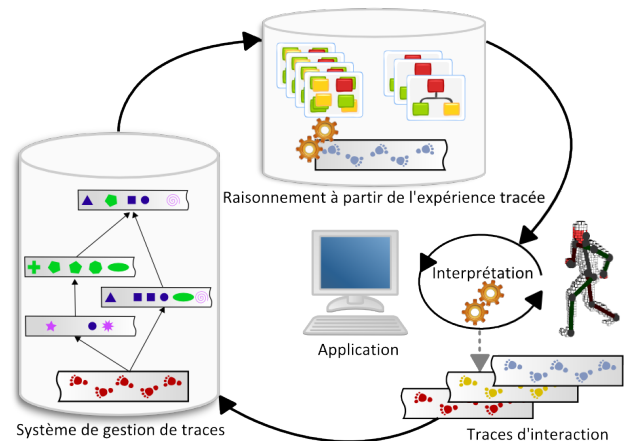 Raisonnement à partir de l'expérience tracée
Interprétation
Application
Système de gestion de traces
Traces d'interaction